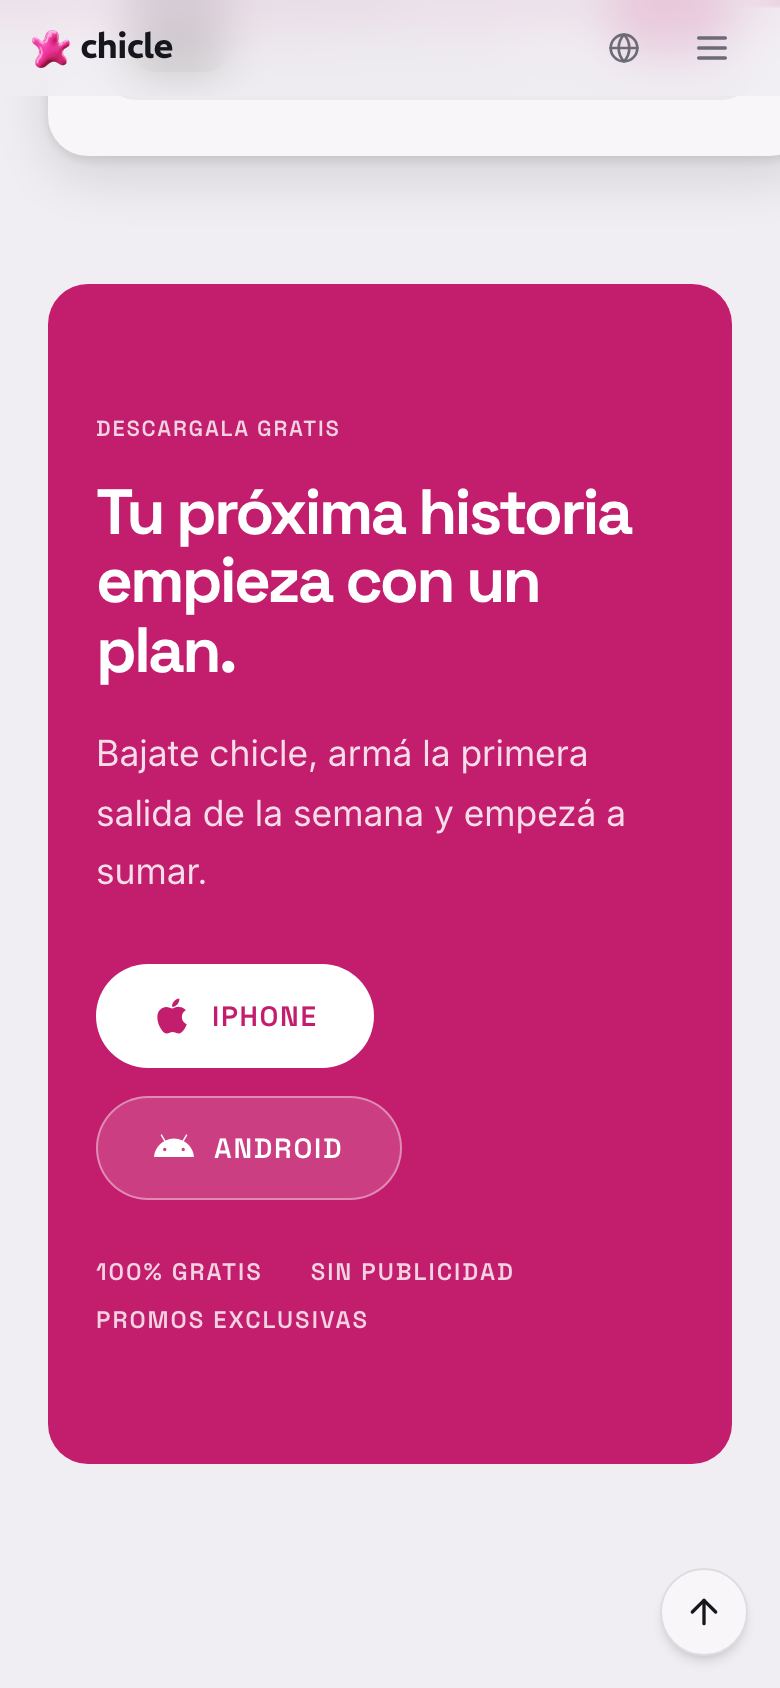 chicle
DESCARGALA GRATIS
Tu próxima historia
empieza con un
plan.
Bajate chicle, armá la primera
salida de la semana y empezá a
sumar.
IPHONE
ANDROID
100% GRATIS SIN PUBLICIDAD
PROMOS EXCLUSIVAS